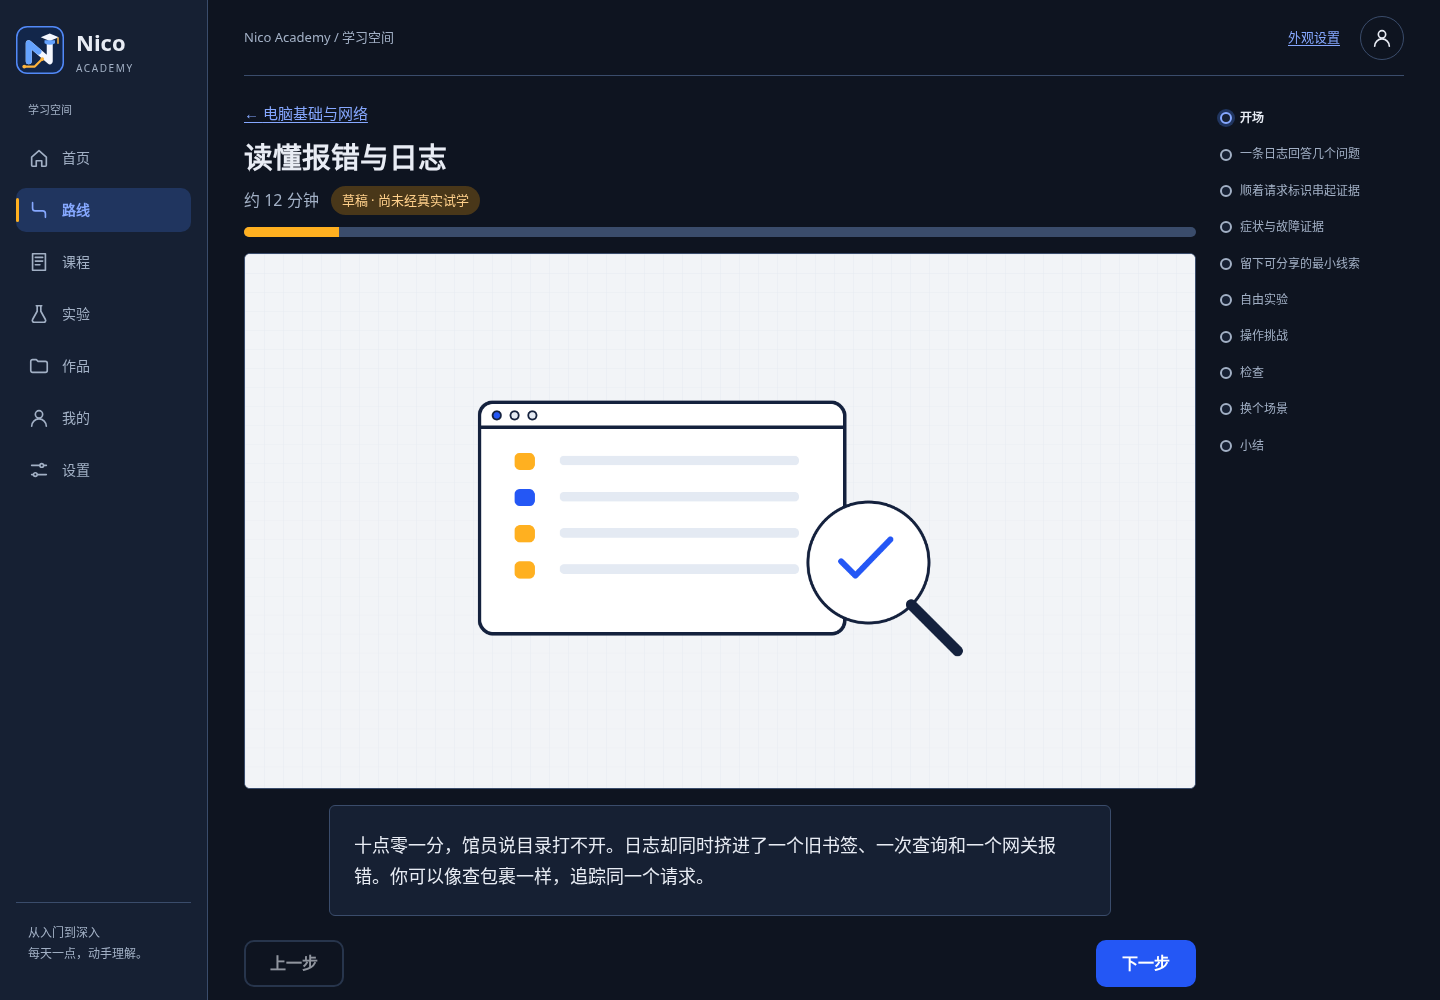 Nico
ACADEMY
学习空间
首页
路线
课程
实验
作品
我的
设置
从入门到深入
每天一点，动手理解。
Nico Academy / 学习空间
外观设置
← 电脑基础与网络
读懂报错与日志
约 12 分钟
草稿 · 尚未经真实试学
十点零一分，馆员说目录打不开。日志却同时挤进了一个旧书签、一次查询和一个网关报
错。你可以像查包裹一样，追踪同一个请求。
上一步
下一步
开场
一条日志回答几个问题
顺着请求标识串起证据
症状与故障证据
留下可分享的最小线索
自由实验
操作挑战
检查
换个场景
小结